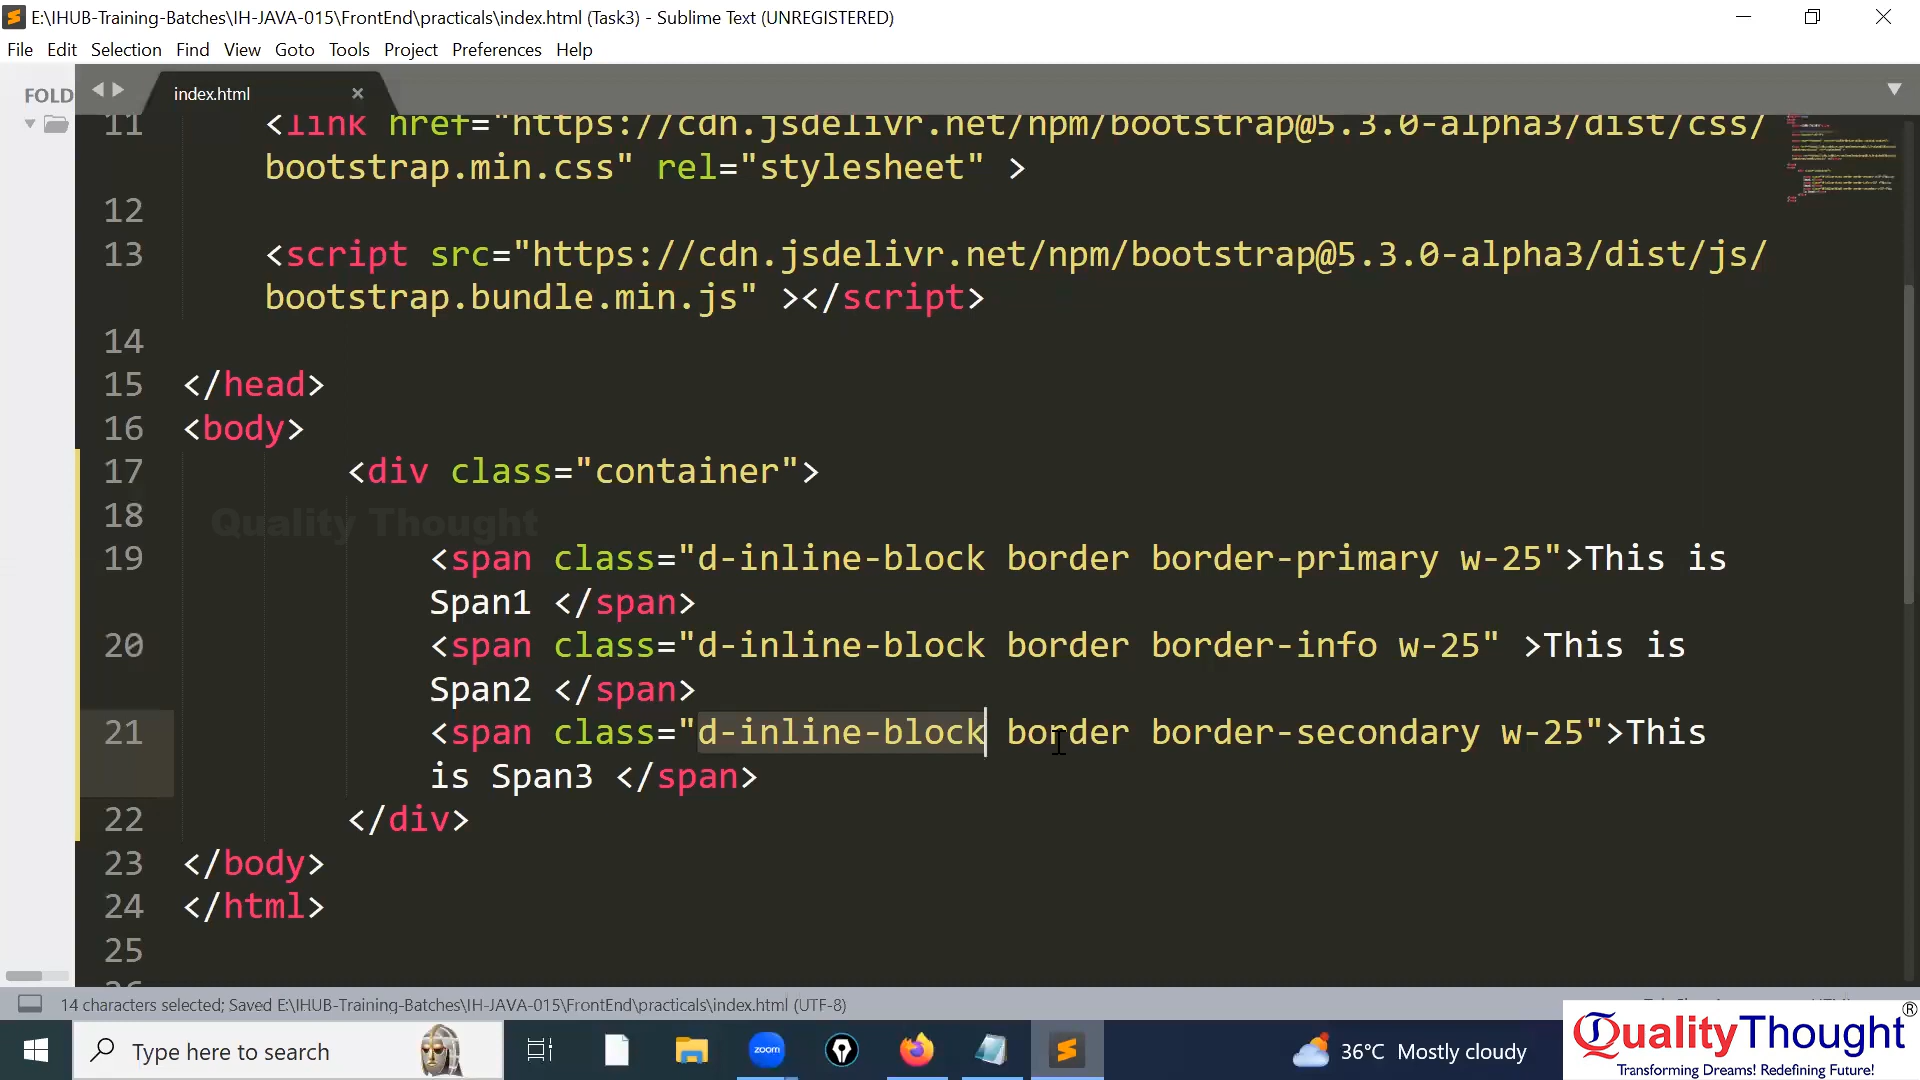 E:\IHUB-Training-Batches\IH-JAVA-015\FrontEnd\practicals\index.html (Task3) - Sublime Text (UNREGISTERED)
File Edit Selection Find View Goto Tools Project Preferences Help
FOLD
index.html
11 <link href="https://cdn.jsdelivr.net/npm/bootstrap@5.3.0-alpha3/dist/css/
bootstrap.min.css" rel="stylesheet" >
12
13 <script src="https://cdn.jsdelivr.net/npm/bootstrap@5.3.0-alpha3/dist/js/
bootstrap.bundle.min.js" ></script>
14
15 </head>
16 <body>
17 <div class="container">
18
Quality Thought
19 <span class="d-inline-block border border-primary w-25">This is
Span1 </span>
20 <span class="d-inline-block border border-info w-25" >This is
Span2 </span>
21 <span class="d-inline-block border border-secondary w-25">This
is Span3 </span>
22 </div>
23 </body>
24 </html>
25
14 characters selected; Saved E:\IHUB-Training-Batches\IH-JAVA-015\FrontEnd\practicals\index.html (UTF-8)
Type here to search
zoom
36°C Mostly cloudy
QualityThought®
Transforming Dreams! Redefining Future!